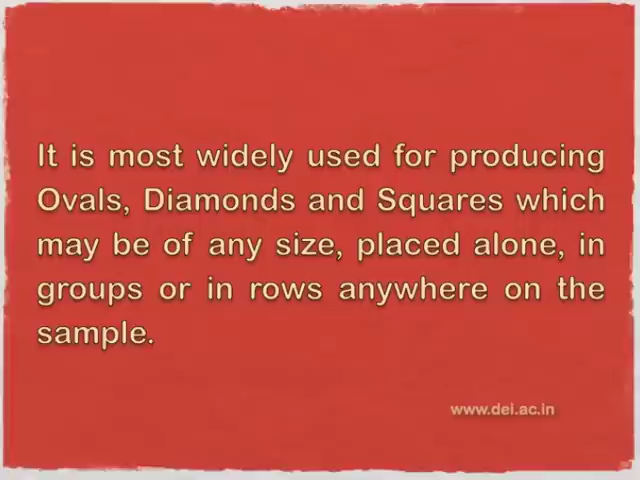 It is most widely used for producing
Ovals, Diamonds and Squares which
may be of any size, placed alone, in
groups or in rows anywhere on the
sample.
www.dei.ac.in